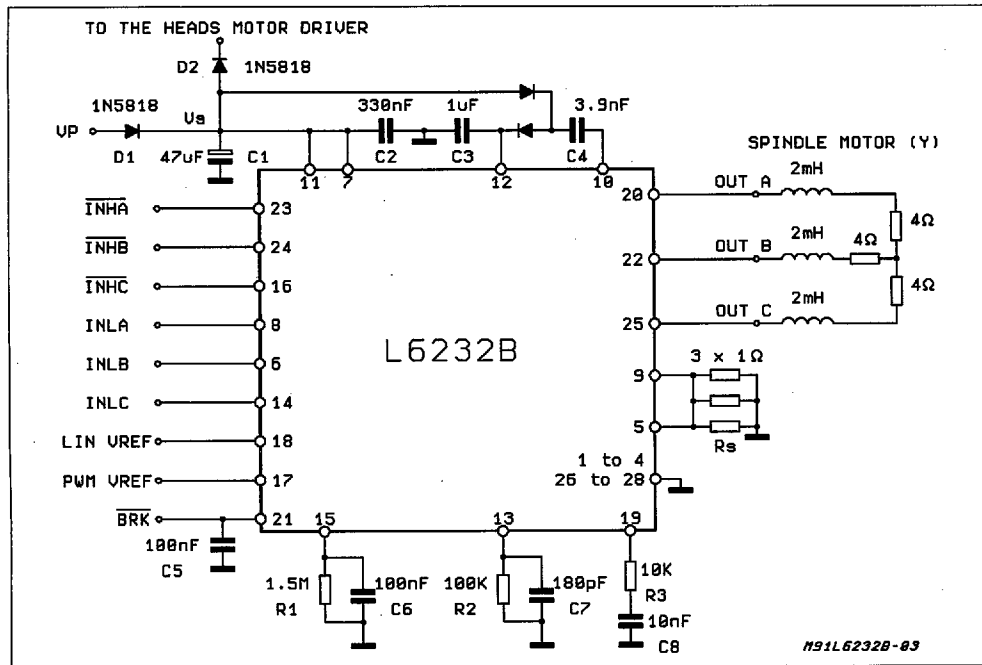 TO THE HEADS MOTOR DRIVER
D2 1N5818
1N5818 330nF 1uF 3.9nF
VP Vs
D1 47uF C1 C2 C3 C4
SPINDLE MOTOR (Y)
11 7 12 10
INHA 23 20 OUT A 2mH
4Ω
INHB 24 22 OUT B 2mH 4Ω
4Ω
INHC 16
INLA 8 25 OUT C 2mH
L6232B
INLB 6 9 3 x 1Ω
INLC 14
5 Rs
LIN VREF 18
1 to 4
PWM VREF 17 26 to 28
BRK 21 15 13 19
100nF
C5
1.5M 100nF 100K 180pF 10K
R1 C6 R2 C7 R3
10nF
C8
M91L6232B-03